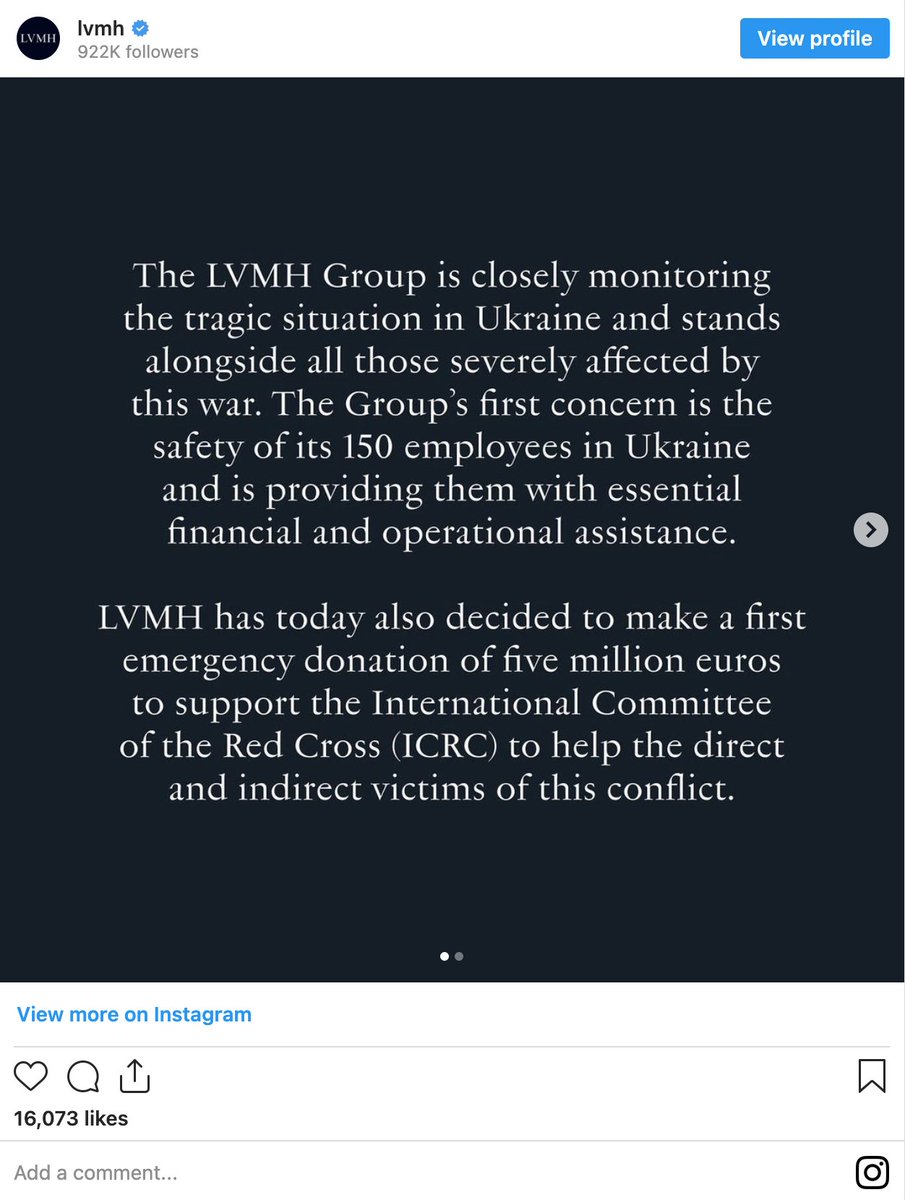 LVMH
lvmh
922K followers
View profile
The LVMH Group is closely monitoring
the tragic situation in Ukraine and stands
alongside all those severely affected by
this war. The Group’s first concern is the
safety of its 150 employees in Ukraine
and is providing them with essential
financial and operational assistance.
LVMH has today also decided to make a first
emergency donation of five million euros
to support the International Committee
of the Red Cross (ICRC) to help the direct
and indirect victims of this conflict.
View more on Instagram
16,073 likes
Add a comment...